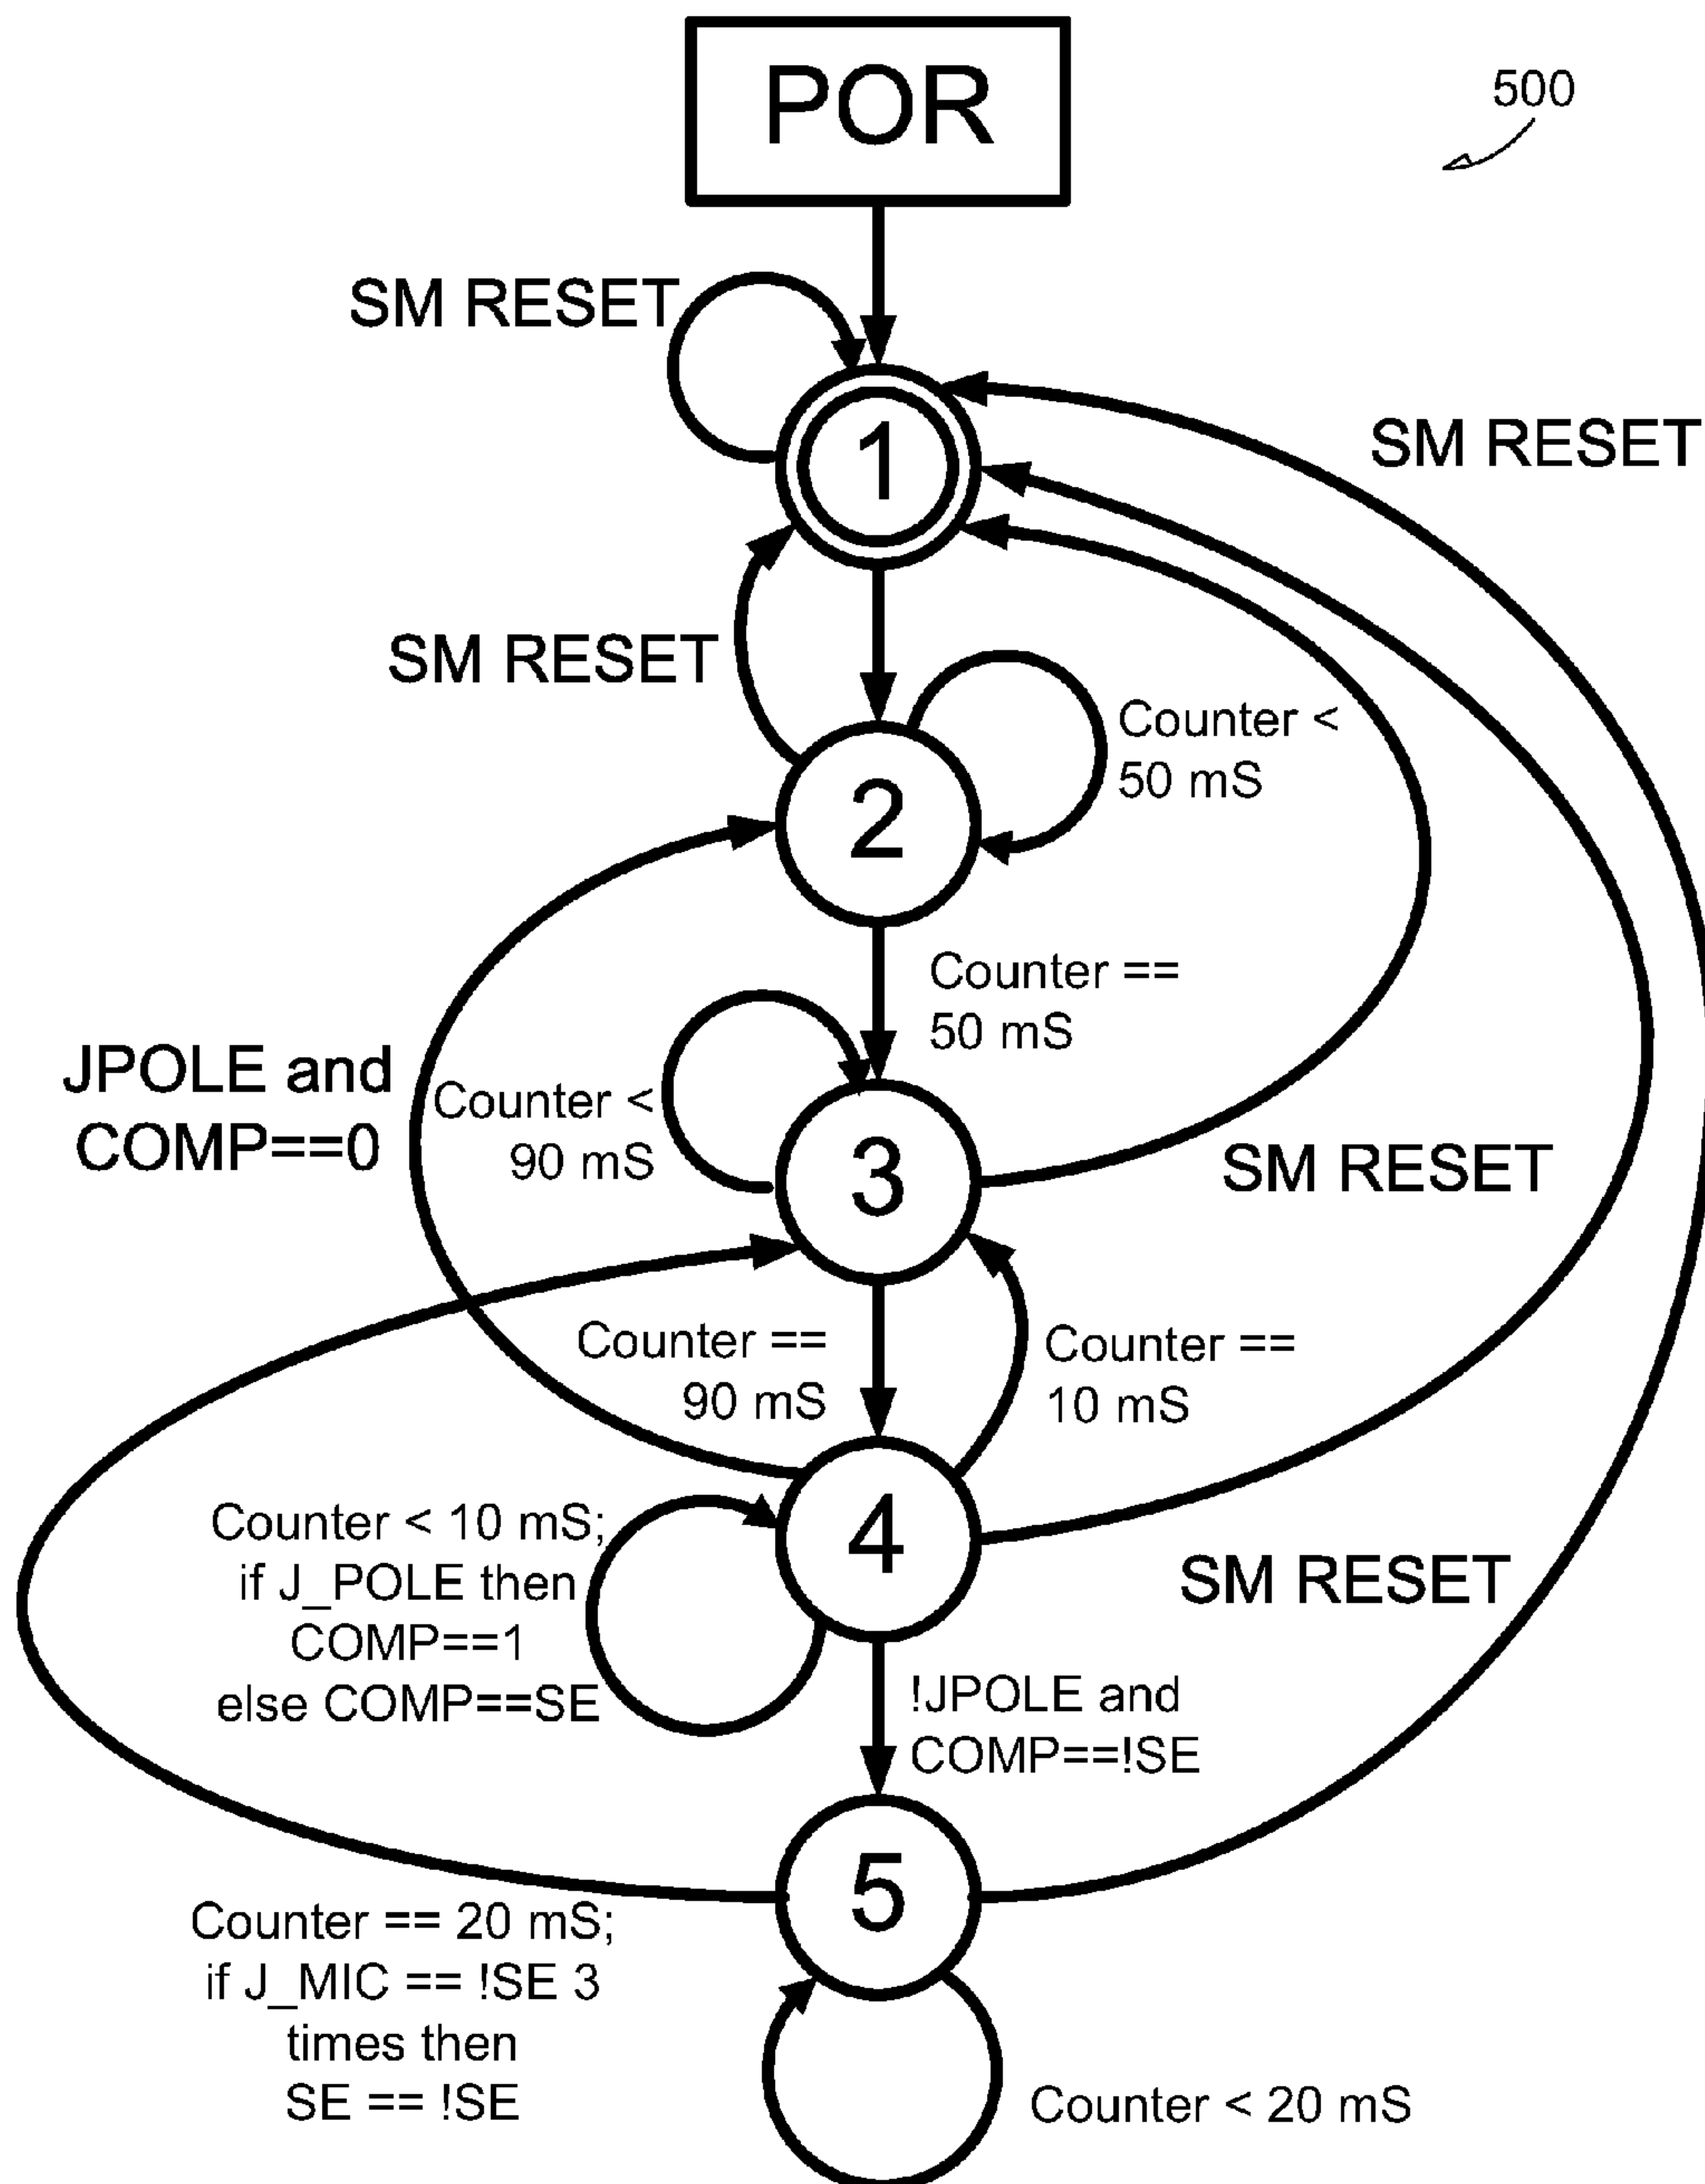 POR
500
SM RESET
SM RESET
1
SM RESET
Counter <
50 mS
2
Counter ==
50 mS
JPOLE and
COMP==0
Counter <
90 mS
3
SM RESET
Counter ==
90 mS
Counter ==
10 mS
Counter < 10 mS;
if J_POLE then
COMP==1
else COMP==SE
4
SM RESET
!JPOLE and
COMP==!SE
5
Counter == 20 mS;
if J_MIC == !SE 3
times then
SE == !SE
Counter < 20 mS